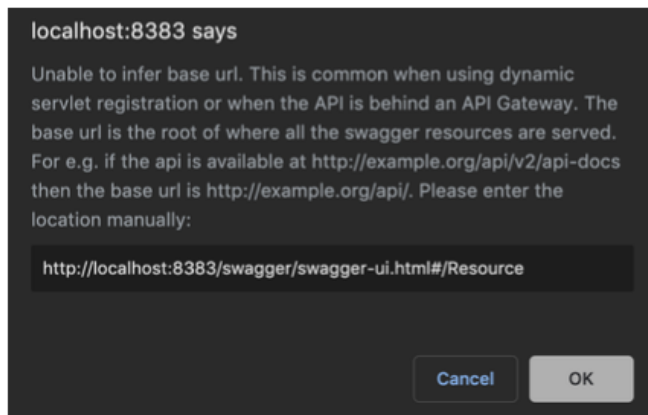 localhost:8383 says
Unable to infer base url. This is common when using dynamic
servlet registration or when the API is behind an API Gateway. The
base url is the root of where all the swagger resources are served.
For e.g. if the api is available at http://example.org/api/v2/api-docs
then the base url is http://example.org/api/. Please enter the
location manually:
http://localhost:8383/swagger/swagger-ui.html#/Resource
Cancel
OK